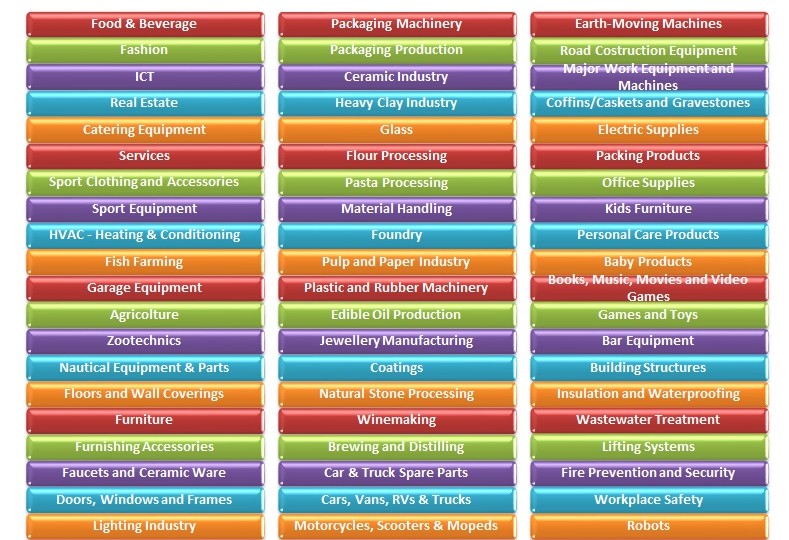 Food & Beverage
Fashion
ICT
Real Estate
Catering Equipment
Services
Sport Clothing and Accessories
Sport Equipment
HVAC - Heating & Conditioning
Fish Farming
Garage Equipment
Agricolture
Zootechnics
Nautical Equipment & Parts
Floors and Wall Coverings
Furniture
Furnishing Accessories
Faucets and Ceramic Ware
Doors, Windows and Frames
Lighting Industry
Packaging Machinery
Packaging Production
Ceramic Industry
Heavy Clay Industry
Glass
Flour Processing
Pasta Processing
Material Handling
Foundry
Pulp and Paper Industry
Plastic and Rubber Machinery
Edible Oil Production
Jewellery Manufacturing
Coatings
Natural Stone Processing
Winemaking
Brewing and Distilling
Car & Truck Spare Parts
Cars, Vans, RVs & Trucks
Motorcycles, Scooters & Mopeds
Earth-Moving Machines
Road Costruction Equipment
Major Work Equipment and
Machines
Coffins/Caskets and Gravestones
Electric Supplies
Packing Products
Office Supplies
Kids Furniture
Personal Care Products
Baby Products
Books, Music, Movies and Video
Games
Games and Toys
Bar Equipment
Building Structures
Insulation and Waterproofing
Wastewater Treatment
Lifting Systems
Fire Prevention and Security
Workplace Safety
Robots